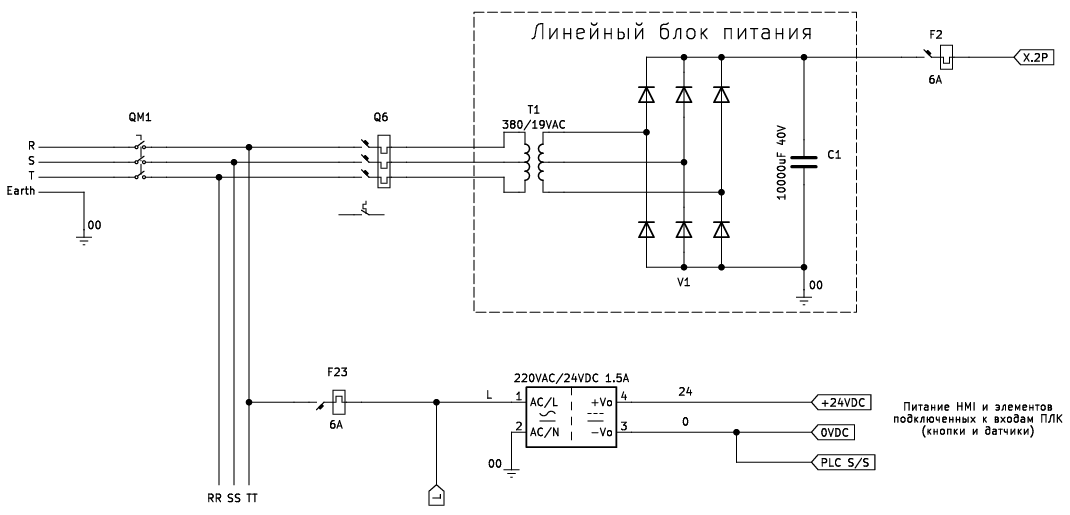 Линейный блок питания
F2
X.2P
6A
T1
380/19VAC
QM1
Q6
R
S
T
Earth
00
10000uF 40V
C1
V1
00
F23
6A
220VAC/24VDC 1.5A
L
1
AC/L
+Vo
4
24
+24VDC
2
AC/N
-Vo
3
0
0VDC
PLC S/S
00
L
Питание HMI и элементов
подключенных к входам ПЛК
(кнопки и датчики)
RR SS TT